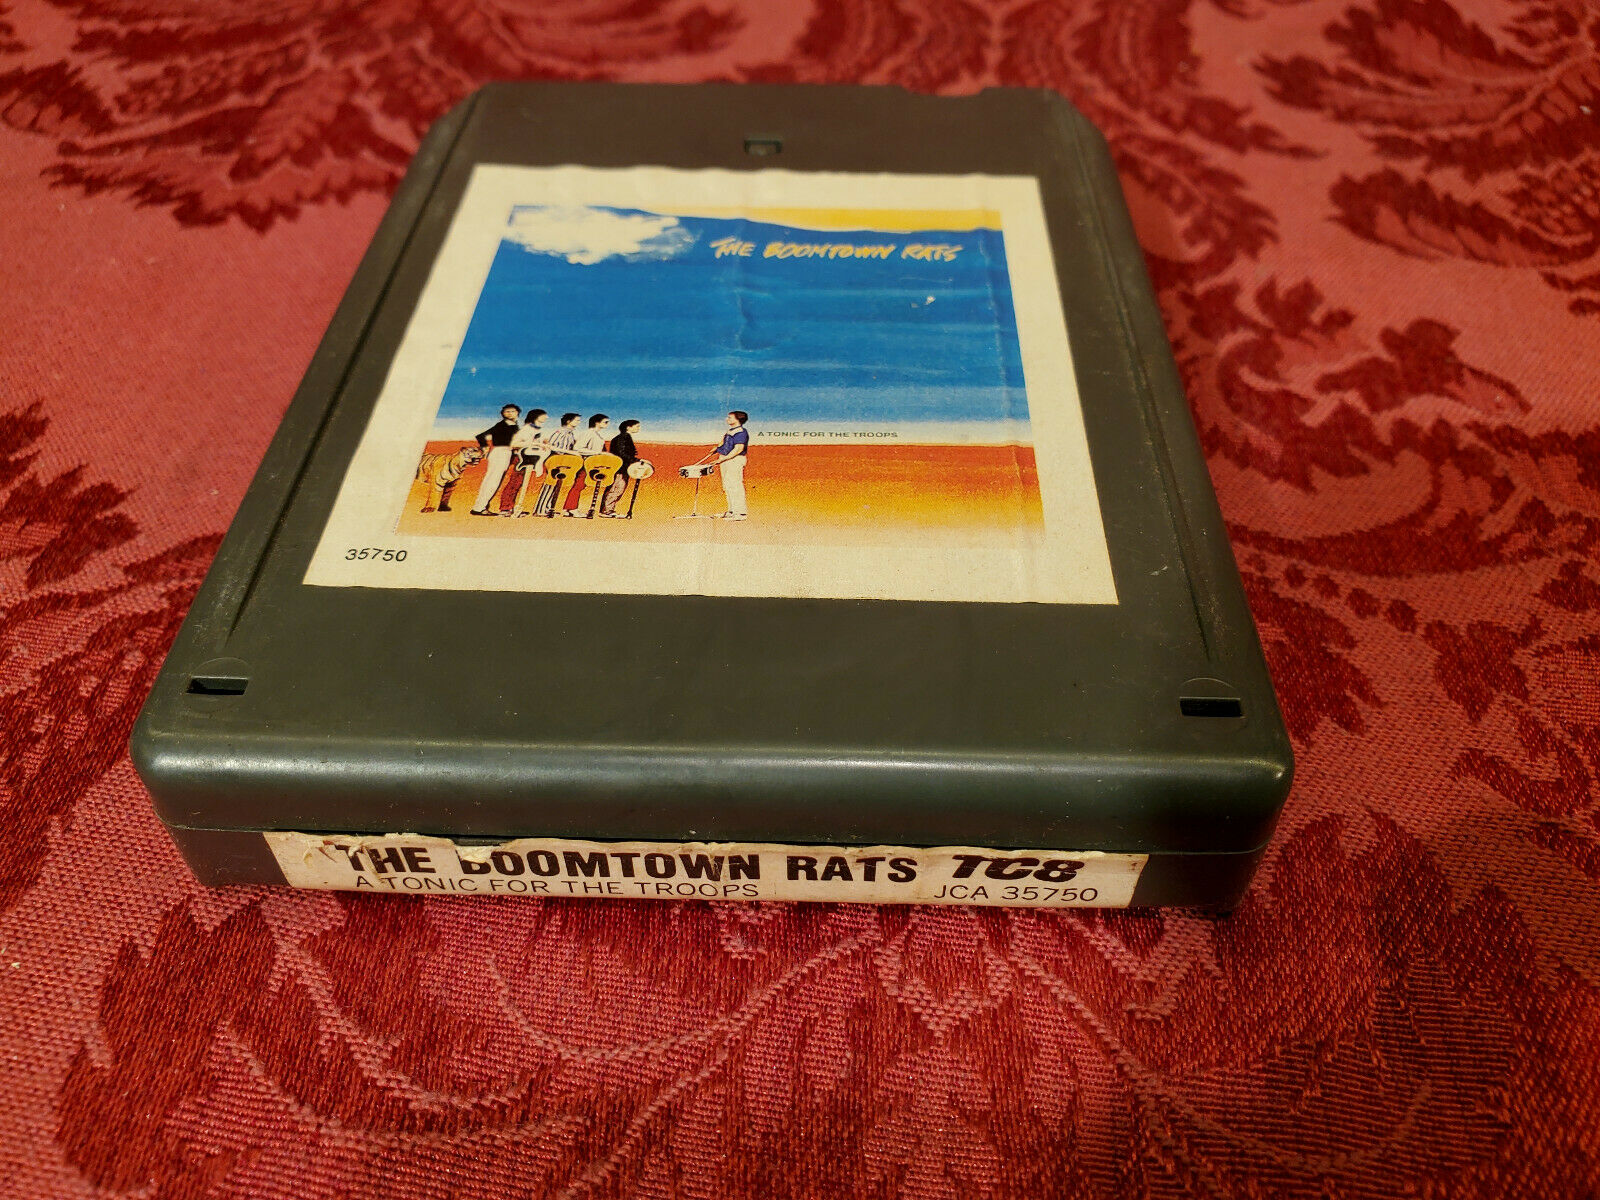 THE BOOMTOWN RATS
A TONIC FOR THE TROOPS
35750
THE BOOMTOWN RATS TC8
A TONIC FOR THE TROOPS JCA 35750